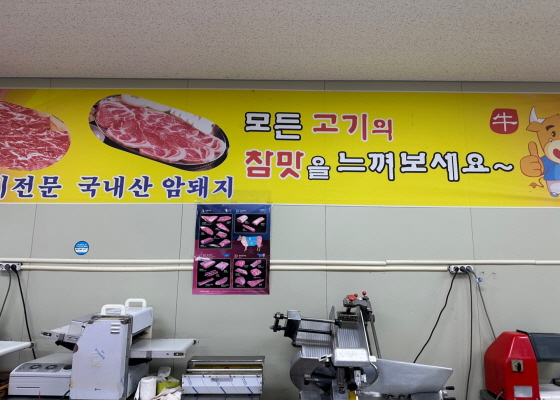 모든 고기의
참맛을 느껴보세요~
전문 국내산 암돼지
牛